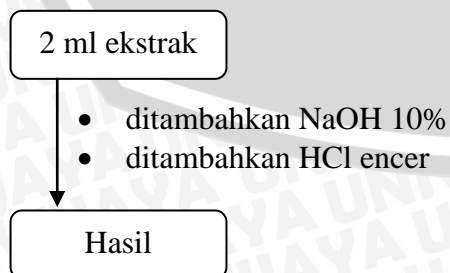 2 ml ekstrak
• ditambahkan NaOH 10%
• ditambahkan HCl encer
Hasil